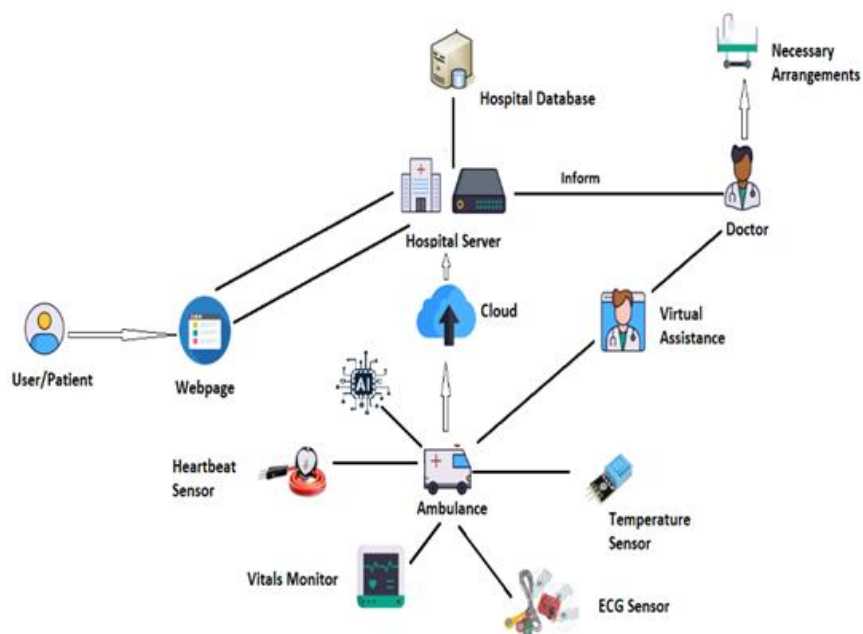 Necessary
Arrangements
Hospital Database
Inform
Hospital Server
Doctor
Cloud
Virtual
Assistance
User/Patient
Webpage
AI
Heartbeat
Sensor
Ambulance
Temperature
Sensor
Vitals Monitor
ECG Sensor